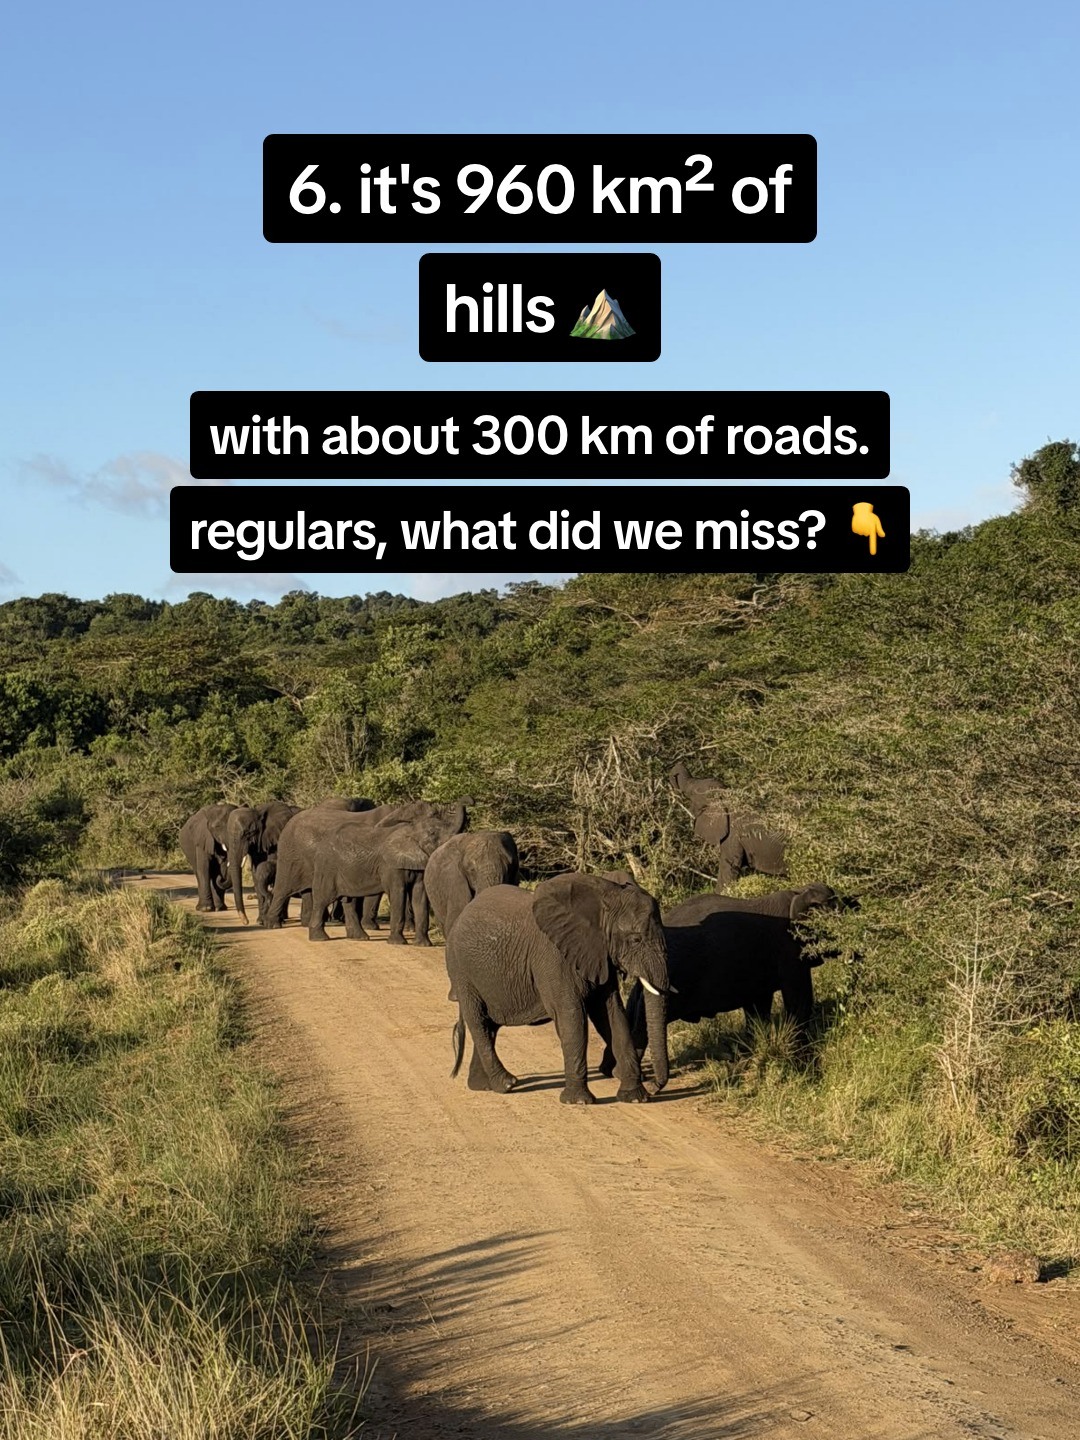 6. it's 960 km² of
hills ⛰️
with about 300 km of roads.
regulars, what did we miss? 👇